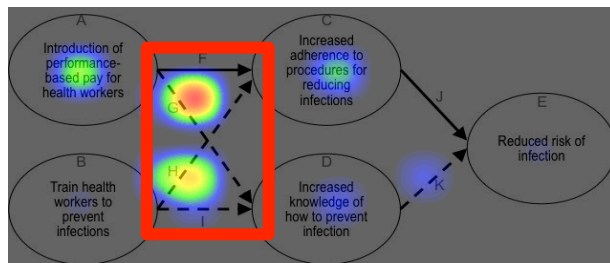 A
Introduction of
performance-
based pay for
health workers
F
G
C
Increased
adherence to
procedures for
reducing
infections
J
E
Reduced risk of
infection
B
Train health
workers to
prevent
infections
H
I
D
Increased
knowledge of
how to prevent
infection
K